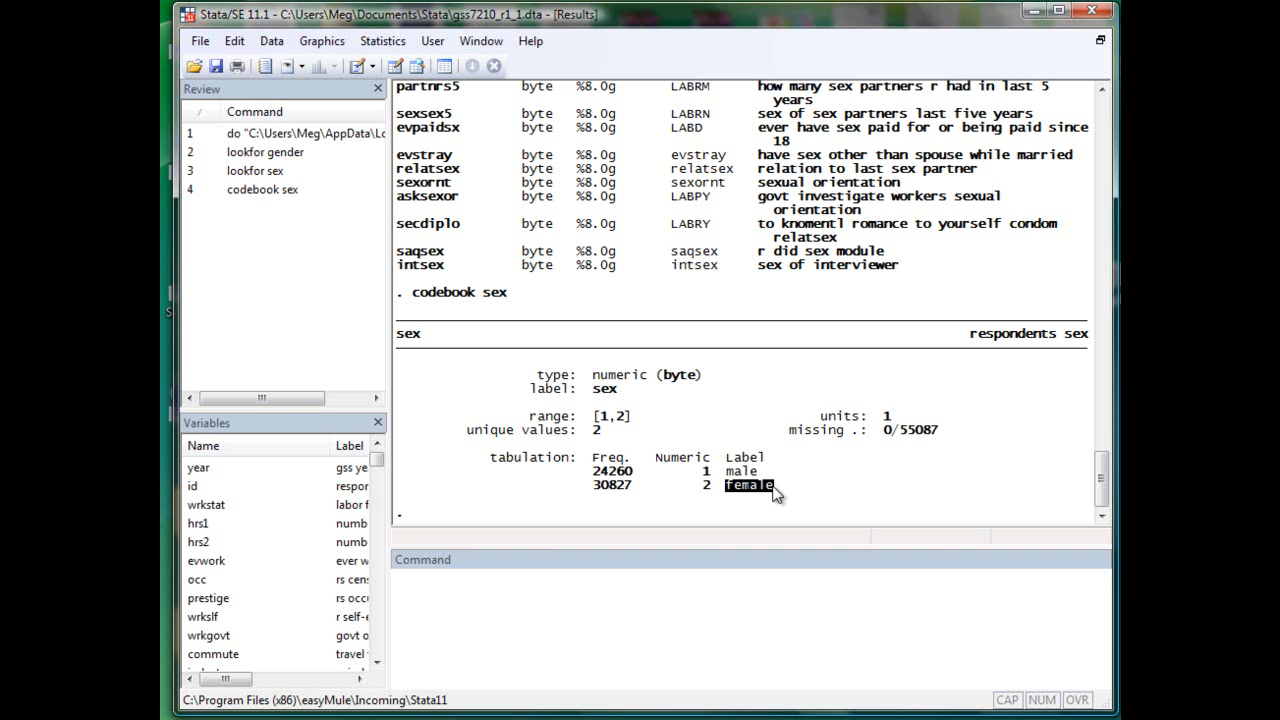 Stata/SE 11.1 - C:\Users\Meg\Documents\Stata\gss7210_r1_1.dta - [Results]
File Edit Data Graphics Statistics User Window Help
Review
Command
1 do "C:\Users\Meg\AppData\Lo
2 lookfor gender
3 lookfor sex
4 codebook sex
Variables
Name Label
year gss ye
id respor
wrkstat labor f
hrs1 numb
hrs2 numb
evwork ever w
occ rs cens
prestige rs occu
wrkslf r self-e
wrkgovt govt o
commute travel
partnrs5 byte %8.0g LABRM how many sex partners r had in last 5
years
sexsex5 byte %8.0g LABRN sex of sex partners last five years
evpaidsx byte %8.0g LABD ever have sex paid for or being paid since
18
evstray byte %8.0g evstray have sex other than spouse while married
relatsex byte %8.0g relatsex relation to last sex partner
sexornt byte %8.0g sexornt sexual orientation
asksexor byte %8.0g LABPY govt investigate workers sexual
orientation
secdiplo byte %8.0g LABRY to knomentl romance to yourself condom
relatsex
saqsex byte %8.0g saqsex r did sex module
intsex byte %8.0g intsex sex of interviewer
. codebook sex
sex respondents sex
type: numeric (byte)
label: sex
range: [1,2] units: 1
unique values: 2 missing .: 0/55087
tabulation: Freq. Numeric Label
24260 1 male
30827 2 female
.
Command
C:\Program Files (x86)\easyMule\Incoming\Stata11 CAP NUM OVR